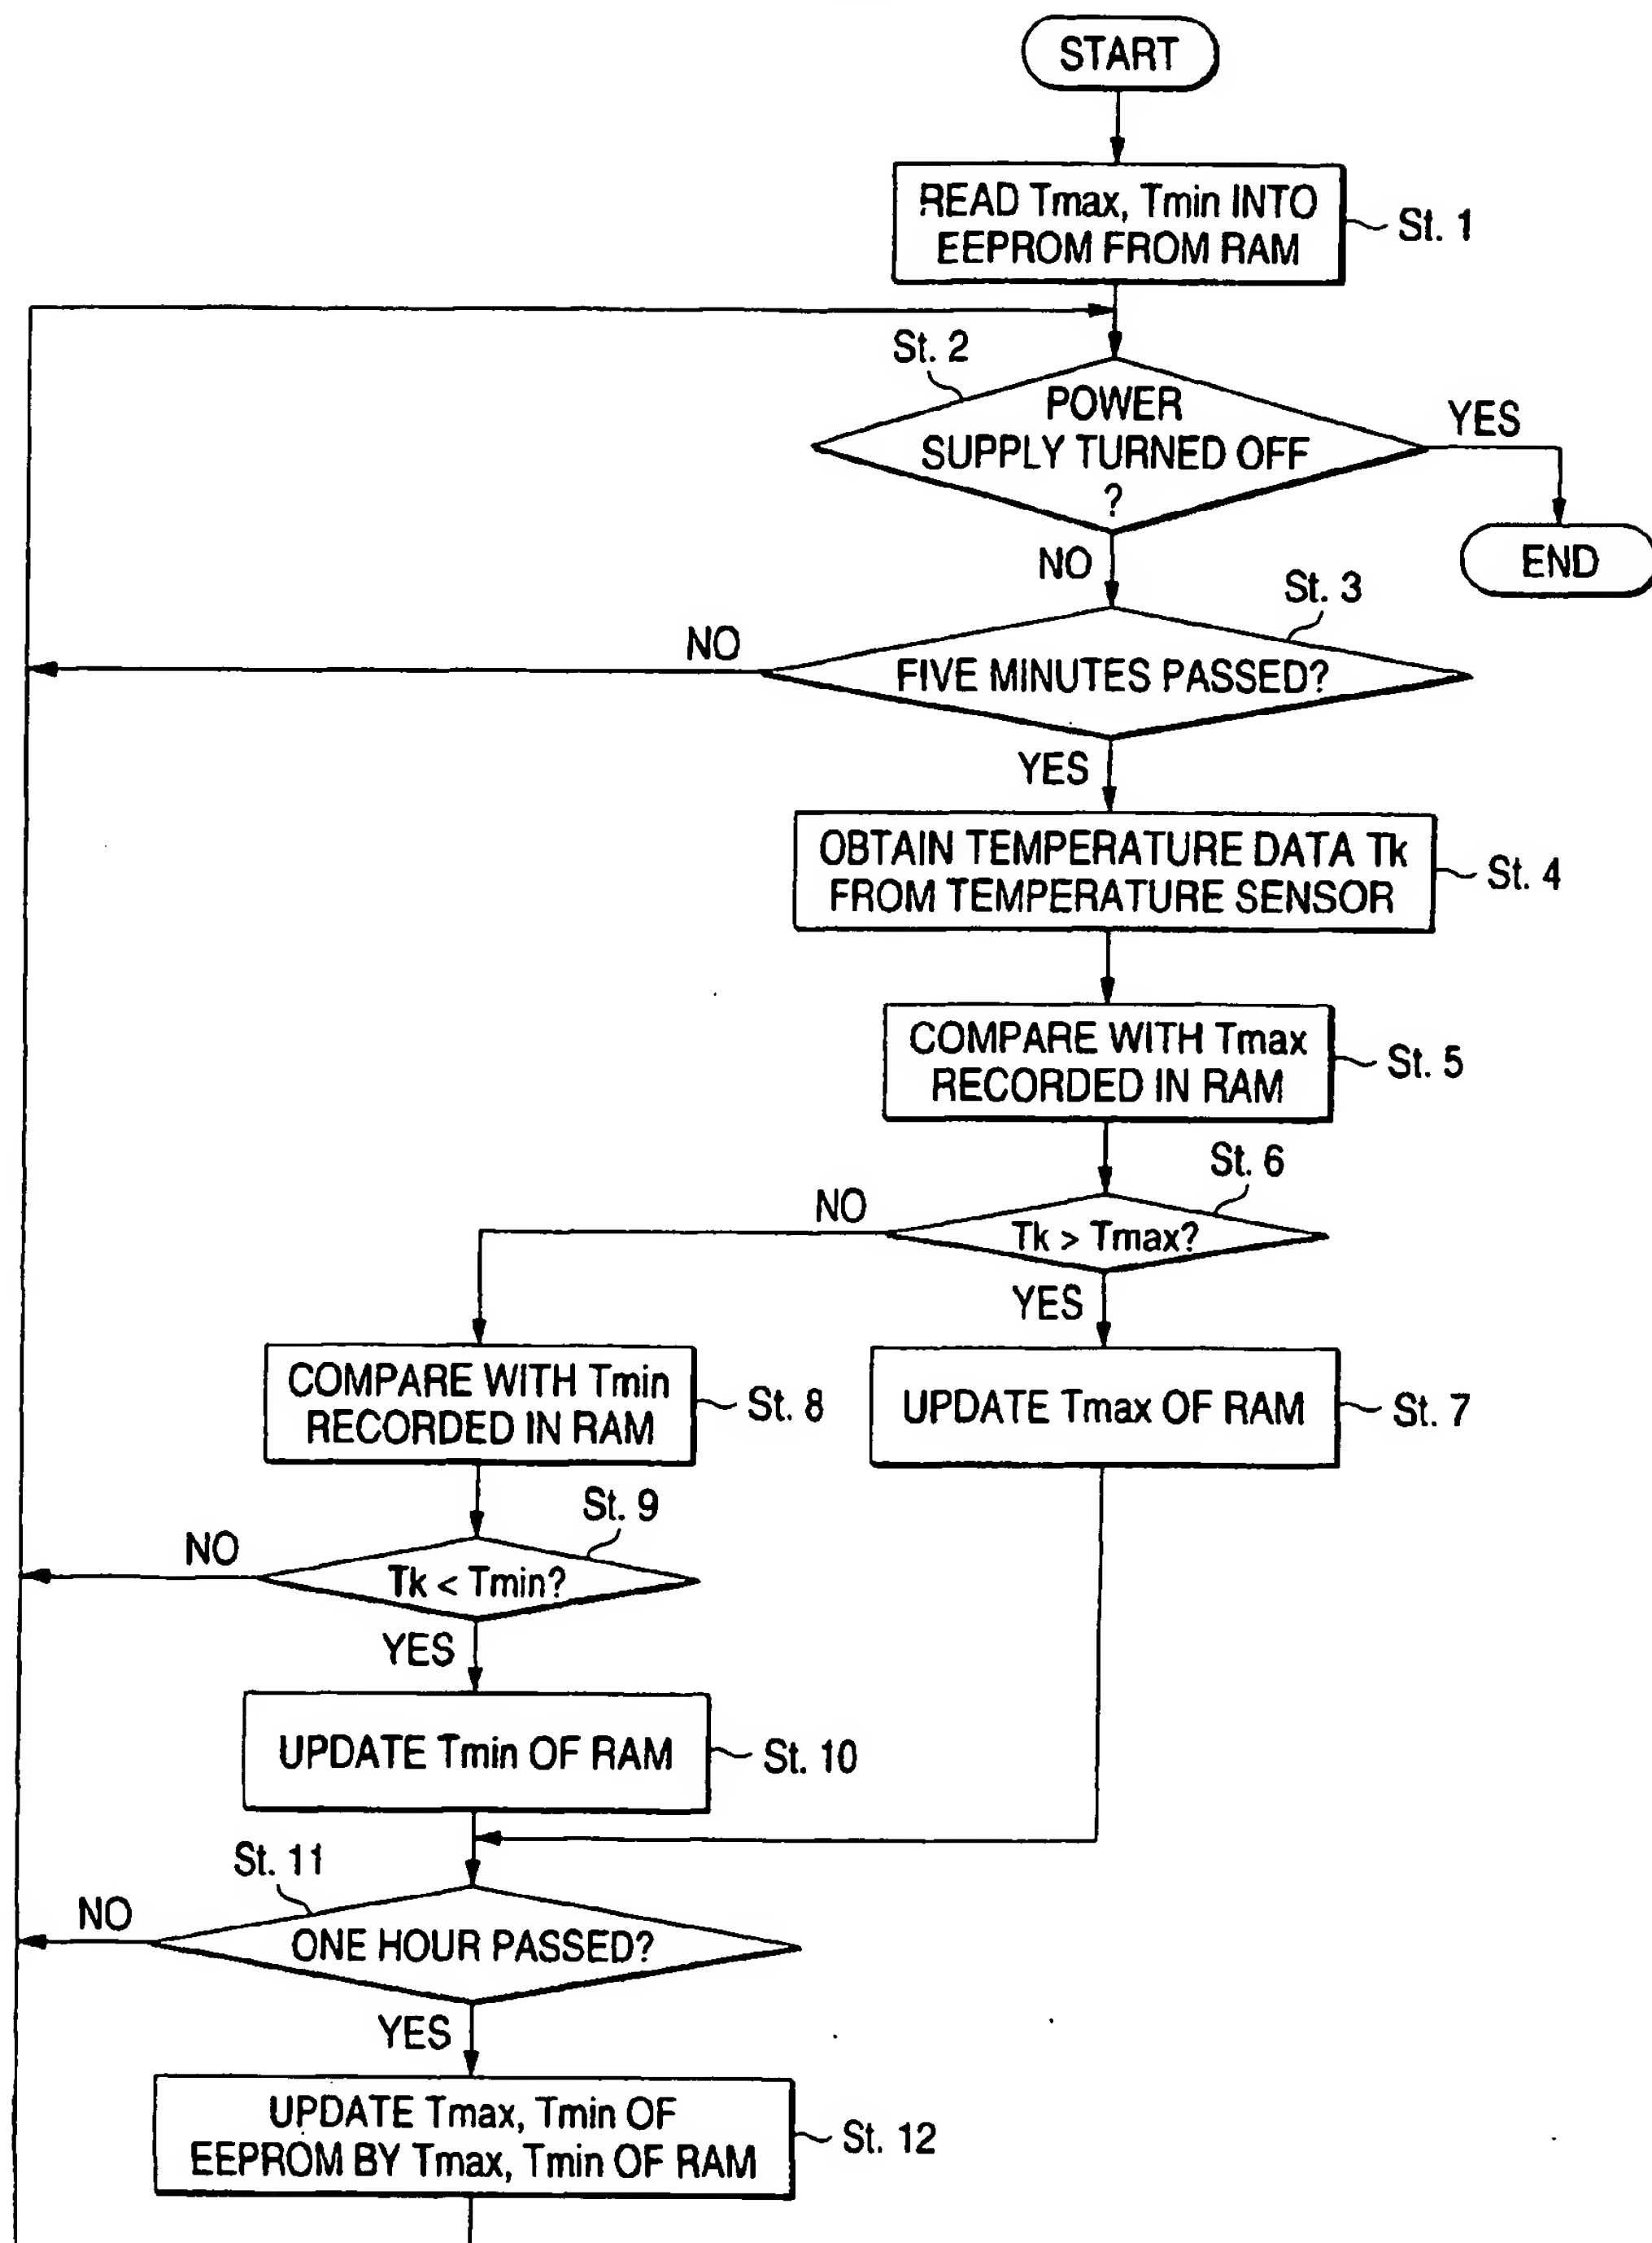 START
READ Tmax, Tmin INTO
EEPROM FROM RAM
St. 1
St. 2
POWER
SUPPLY TURNED OFF
?
YES
END
NO
St. 3
NO
FIVE MINUTES PASSED?
YES
OBTAIN TEMPERATURE DATA Tk
FROM TEMPERATURE SENSOR
St. 4
COMPARE WITH Tmax
RECORDED IN RAM
St. 5
St. 6
NO
Tk > Tmax?
YES
COMPARE WITH Tmin
RECORDED IN RAM
St. 8
UPDATE Tmax OF RAM
St. 7
St. 9
NO
Tk < Tmin?
YES
UPDATE Tmin OF RAM
St. 10
St. 11
NO
ONE HOUR PASSED?
YES
UPDATE Tmax, Tmin OF
EEPROM BY Tmax, Tmin OF RAM
St. 12